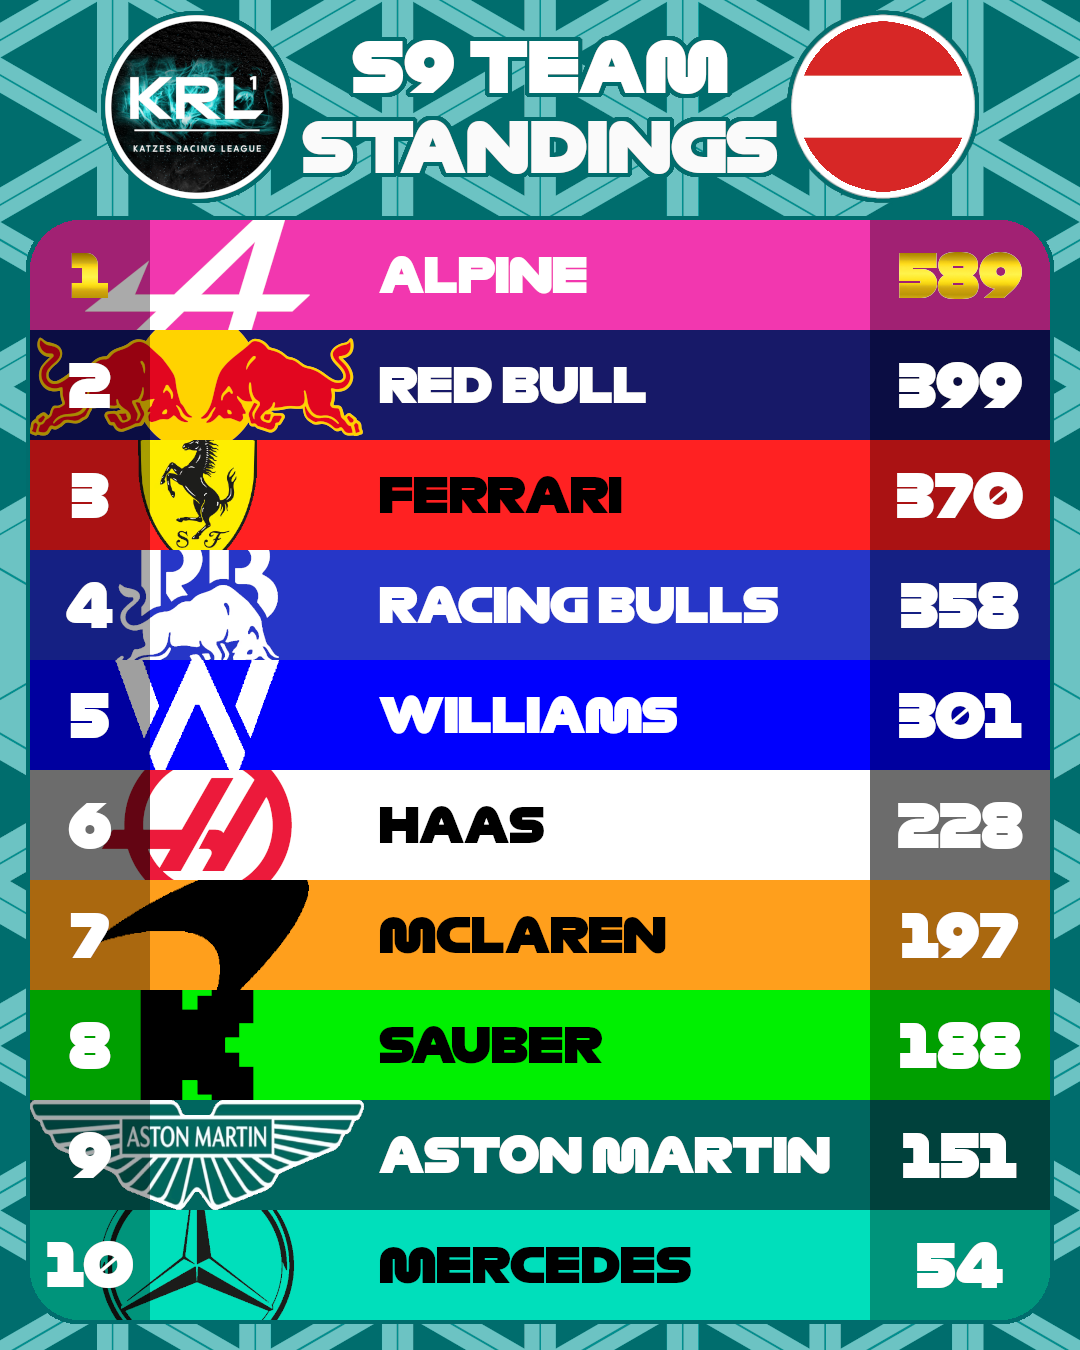 KRL1
KATZES RACING LEAGUE
S9 TEAM
STANDINGS
1 ALPINE 589
2 RED BULL 399
3 S F FERRARI 370
4 RB RACING BULLS 358
5 W WILLIAMS 301
6 H HAAS 228
7 MCLAREN 197
8 SAUBER 188
9 ASTON MARTIN ASTON MARTIN 151
10 MERCEDES 54